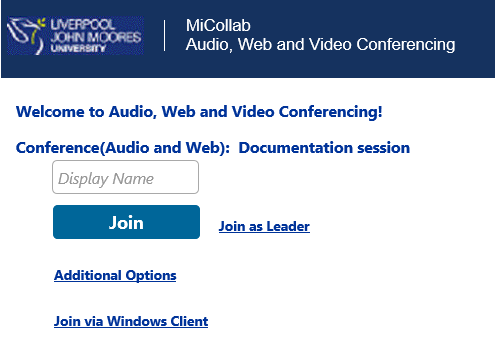 LIVERPOOL
JOHN MOORES
UNIVERSITY
MiCollab
Audio, Web and Video Conferencing
Welcome to Audio, Web and Video Conferencing!
Conference(Audio and Web): Documentation session
Display Name
Join
Join as Leader
Additional Options
Join via Windows Client